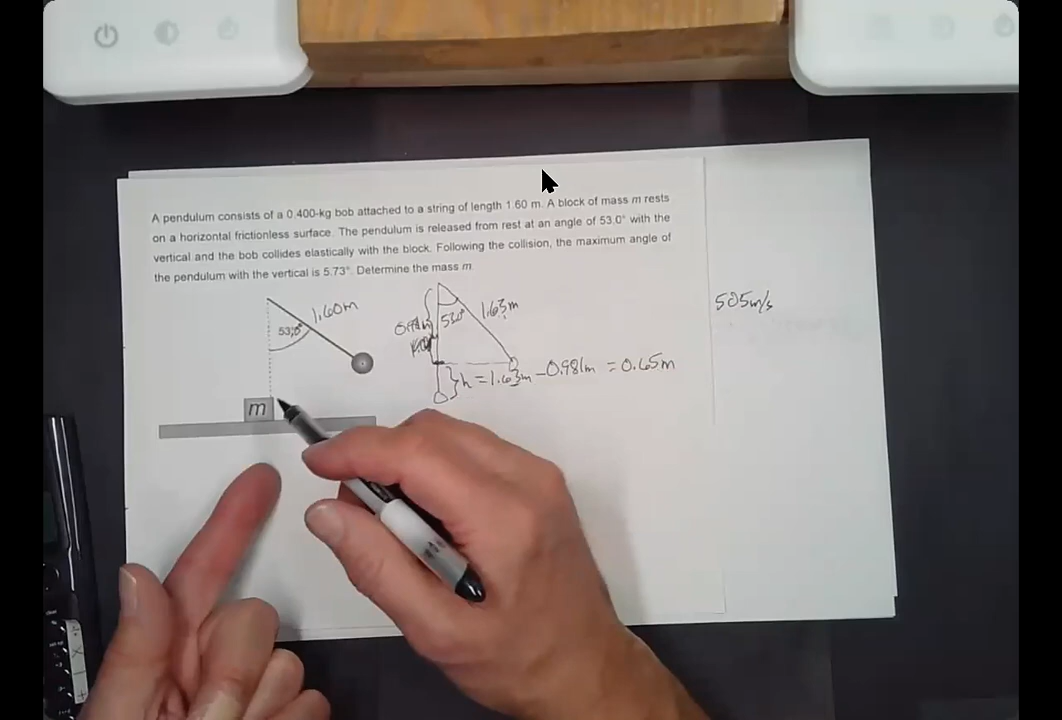 A pendulum consists of a 0.400-kg bob attached to a string of length 1.60 m. A block of mass m rests
on a horizontal frictionless surface. The pendulum is released from rest at an angle of 53.0° with the
vertical and the bob collides elastically with the block. Following the collision, the maximum angle of
the pendulum with the vertical is 5.73°. Determine the mass m
1.60m
53.0°
m
53.0°
1.63m
h = 1.63m - 0.981m = 0.65m
505m/s